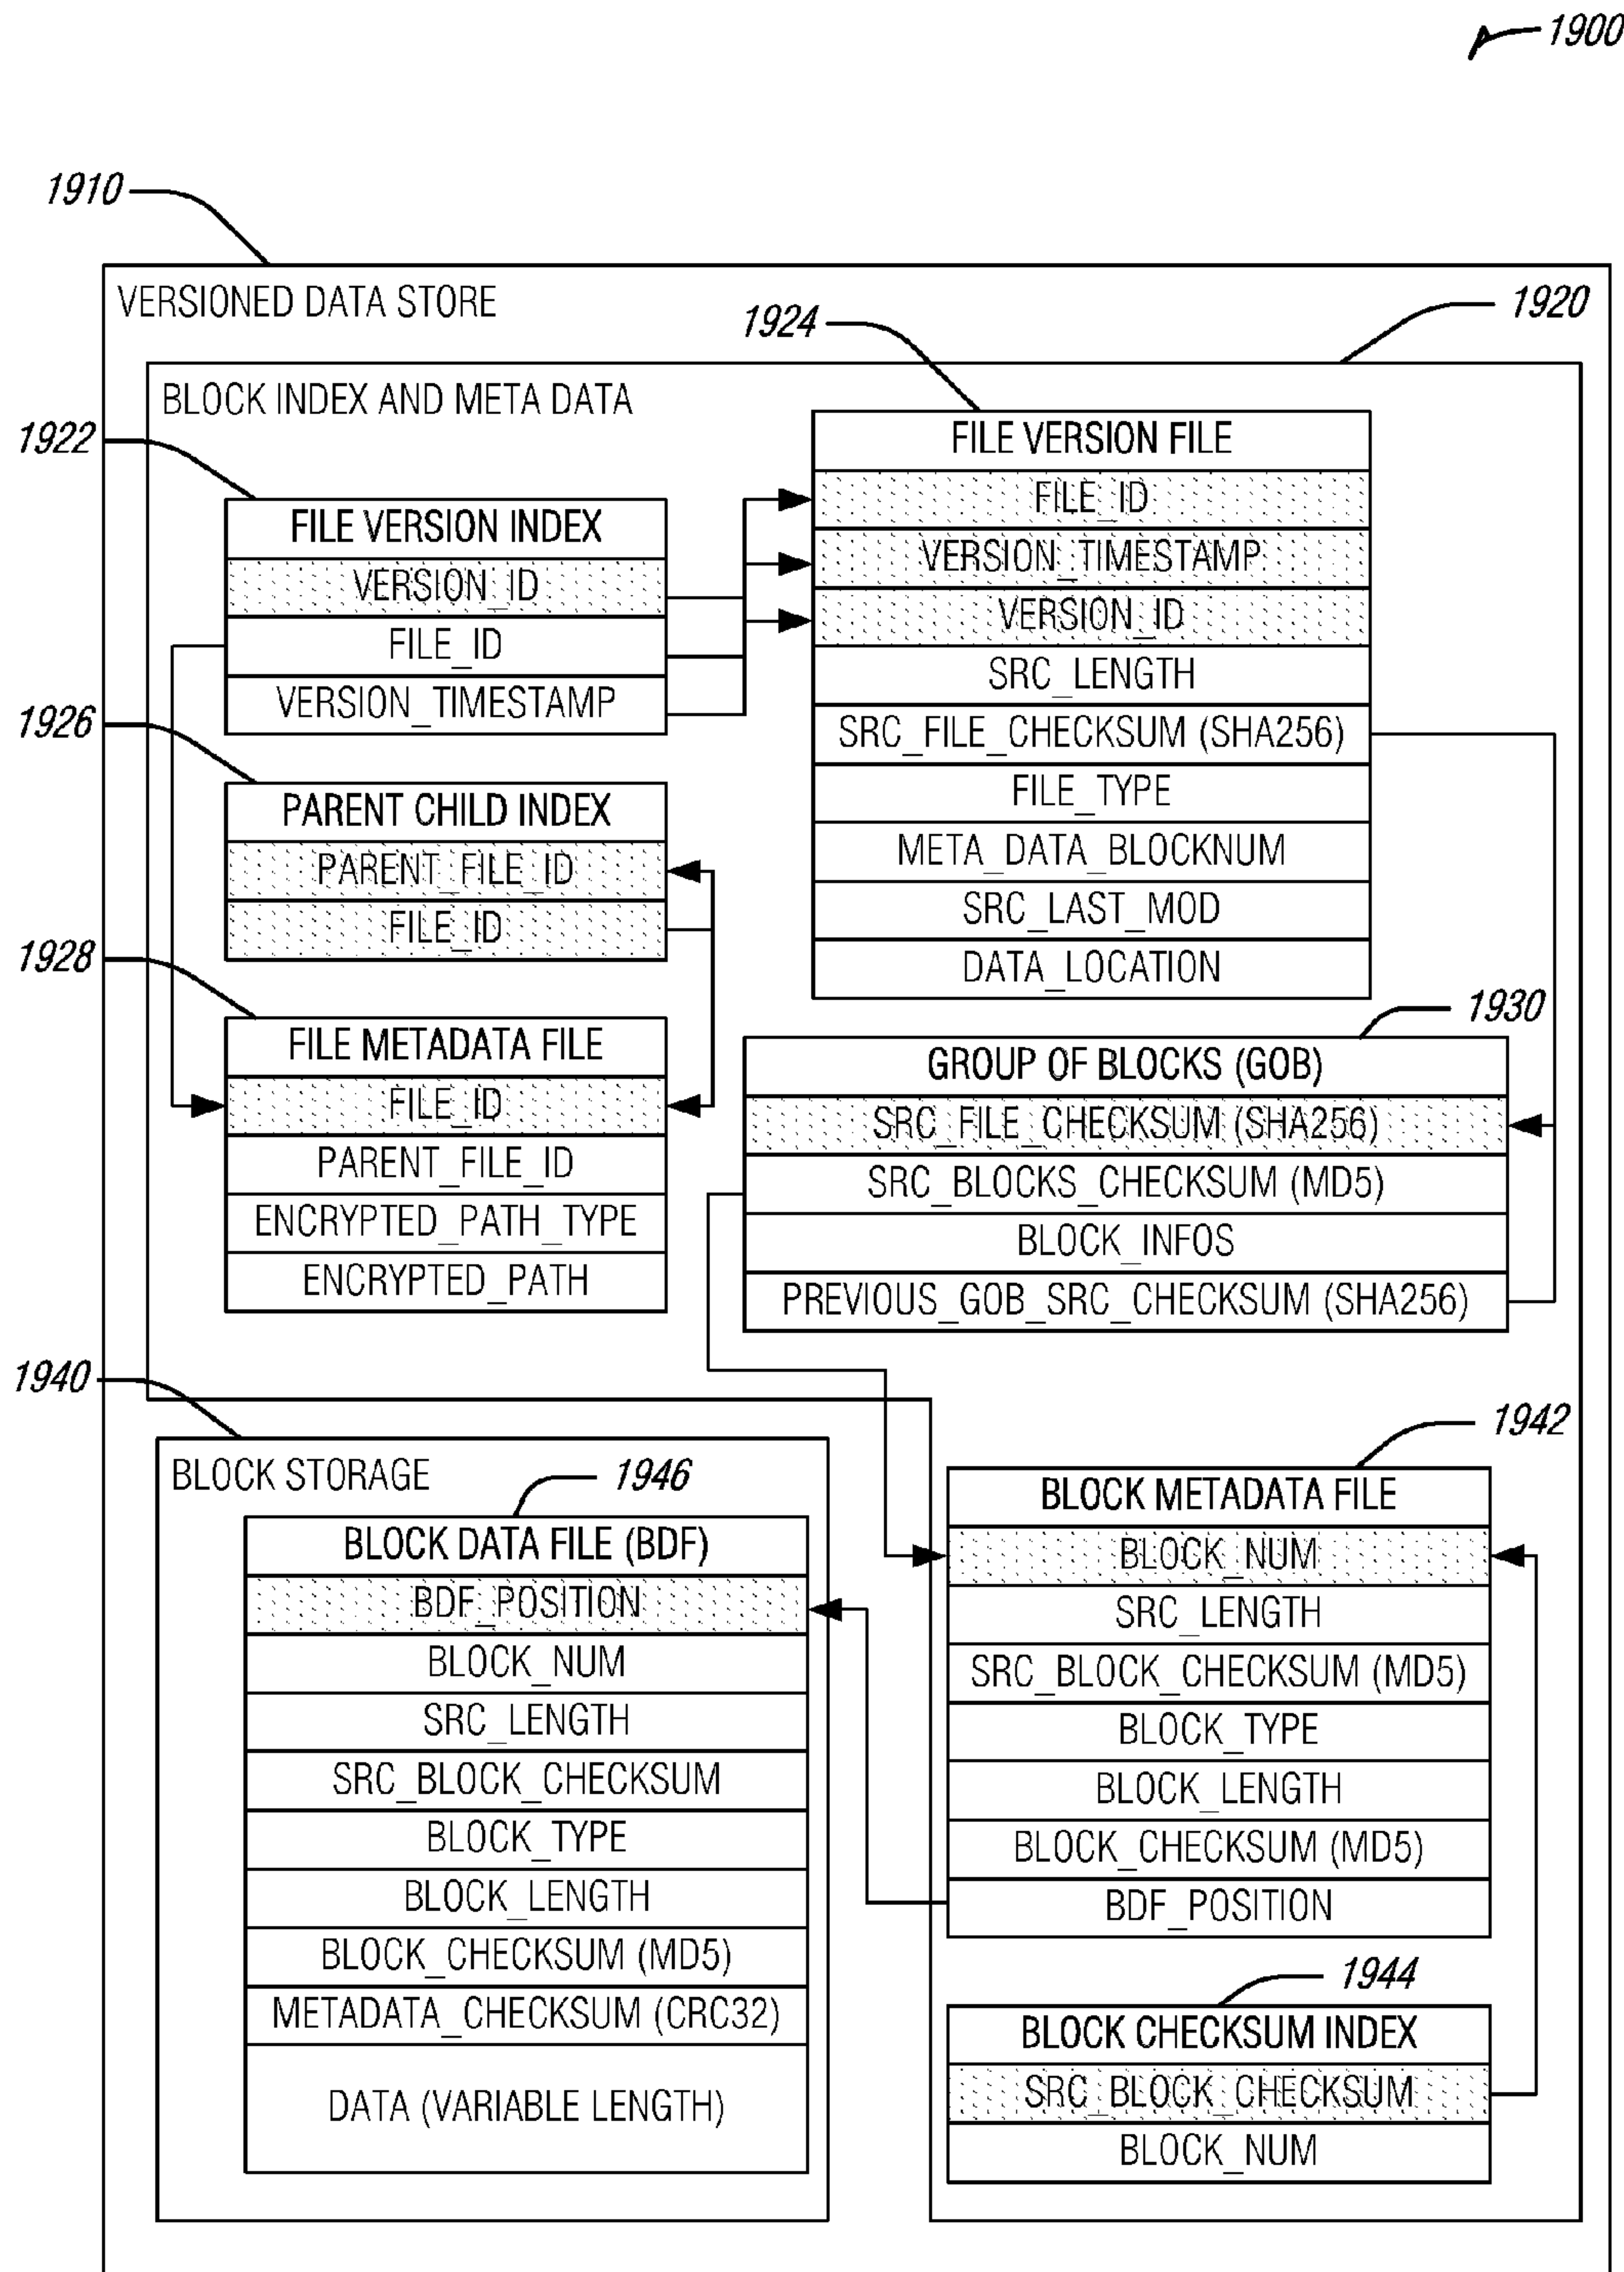 1900
1910
VERSIONED DATA STORE
1920
BLOCK INDEX AND META DATA
1922
FILE VERSION INDEX
VERSION_ID
FILE_ID
VERSION_TIMESTAMP
1924
FILE VERSION FILE
FILE_ID
VERSION_TIMESTAMP
VERSION_ID
SRC_LENGTH
SRC_FILE_CHECKSUM (SHA256)
FILE_TYPE
META_DATA_BLOCKNUM
SRC_LAST_MOD
DATA_LOCATION
1926
PARENT CHILD INDEX
PARENT_FILE_ID
FILE_ID
1928
FILE METADATA FILE
FILE_ID
PARENT_FILE_ID
ENCRYPTED_PATH_TYPE
ENCRYPTED_PATH
1930
GROUP OF BLOCKS (GOB)
SRC_FILE_CHECKSUM (SHA256)
SRC_BLOCKS_CHECKSUM (MD5)
BLOCK_INFOS
PREVIOUS_GOB_SRC_CHECKSUM (SHA256)
1940
BLOCK STORAGE
1946
BLOCK DATA FILE (BDF)
BDF_POSITION
BLOCK_NUM
SRC_LENGTH
SRC_BLOCK_CHECKSUM
BLOCK_TYPE
BLOCK_LENGTH
BLOCK_CHECKSUM (MD5)
METADATA_CHECKSUM (CRC32)
DATA (VARIABLE LENGTH)
1942
BLOCK METADATA FILE
BLOCK_NUM
SRC_LENGTH
SRC_BLOCK_CHECKSUM (MD5)
BLOCK_TYPE
BLOCK_LENGTH
BLOCK_CHECKSUM (MD5)
BDF_POSITION
1944
BLOCK CHECKSUM INDEX
SRC_BLOCK_CHECKSUM
BLOCK_NUM